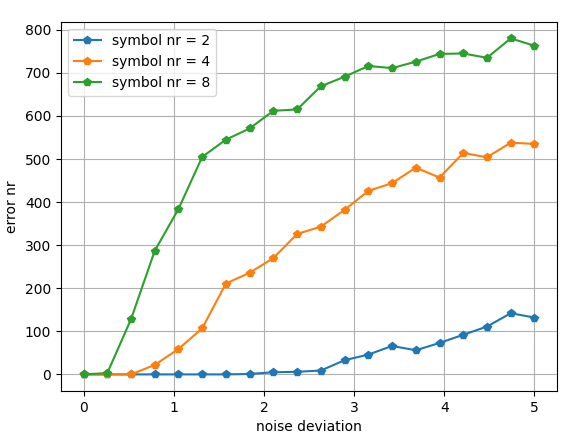 symbol nr = 2
symbol nr = 4
symbol nr = 8
800
700
600
500
400
300
200
100
0
error nr
0 1 2 3 4 5
noise deviation